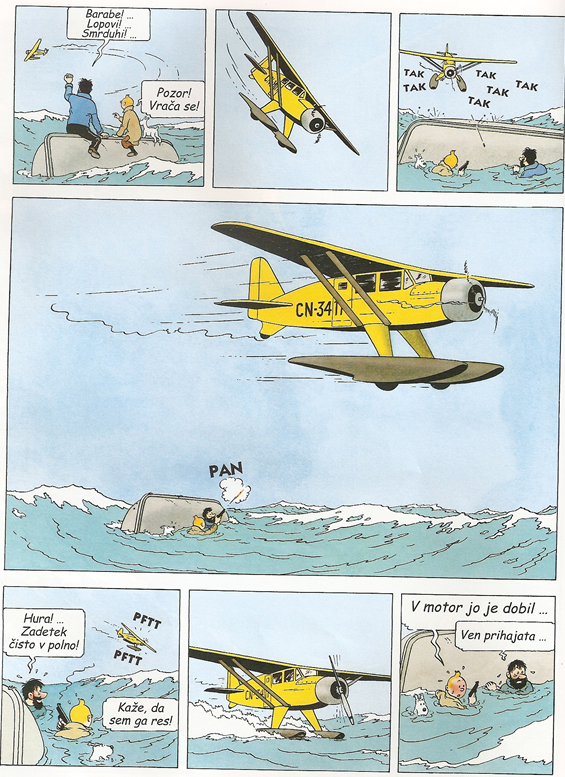 Barabe! ...
Lopovi! ...
Smrduhi! ...
Pozor!
Vrača se!
TAK
TAK
TAK
TAK
TAK
TAK
CN-3411
PAN
Hura! ...
Zadetek
čisto v polno!
PFTT
PFTT
Kaže, da
sem ga res!
V motor jo je dobil ...
Ven prihajata ...